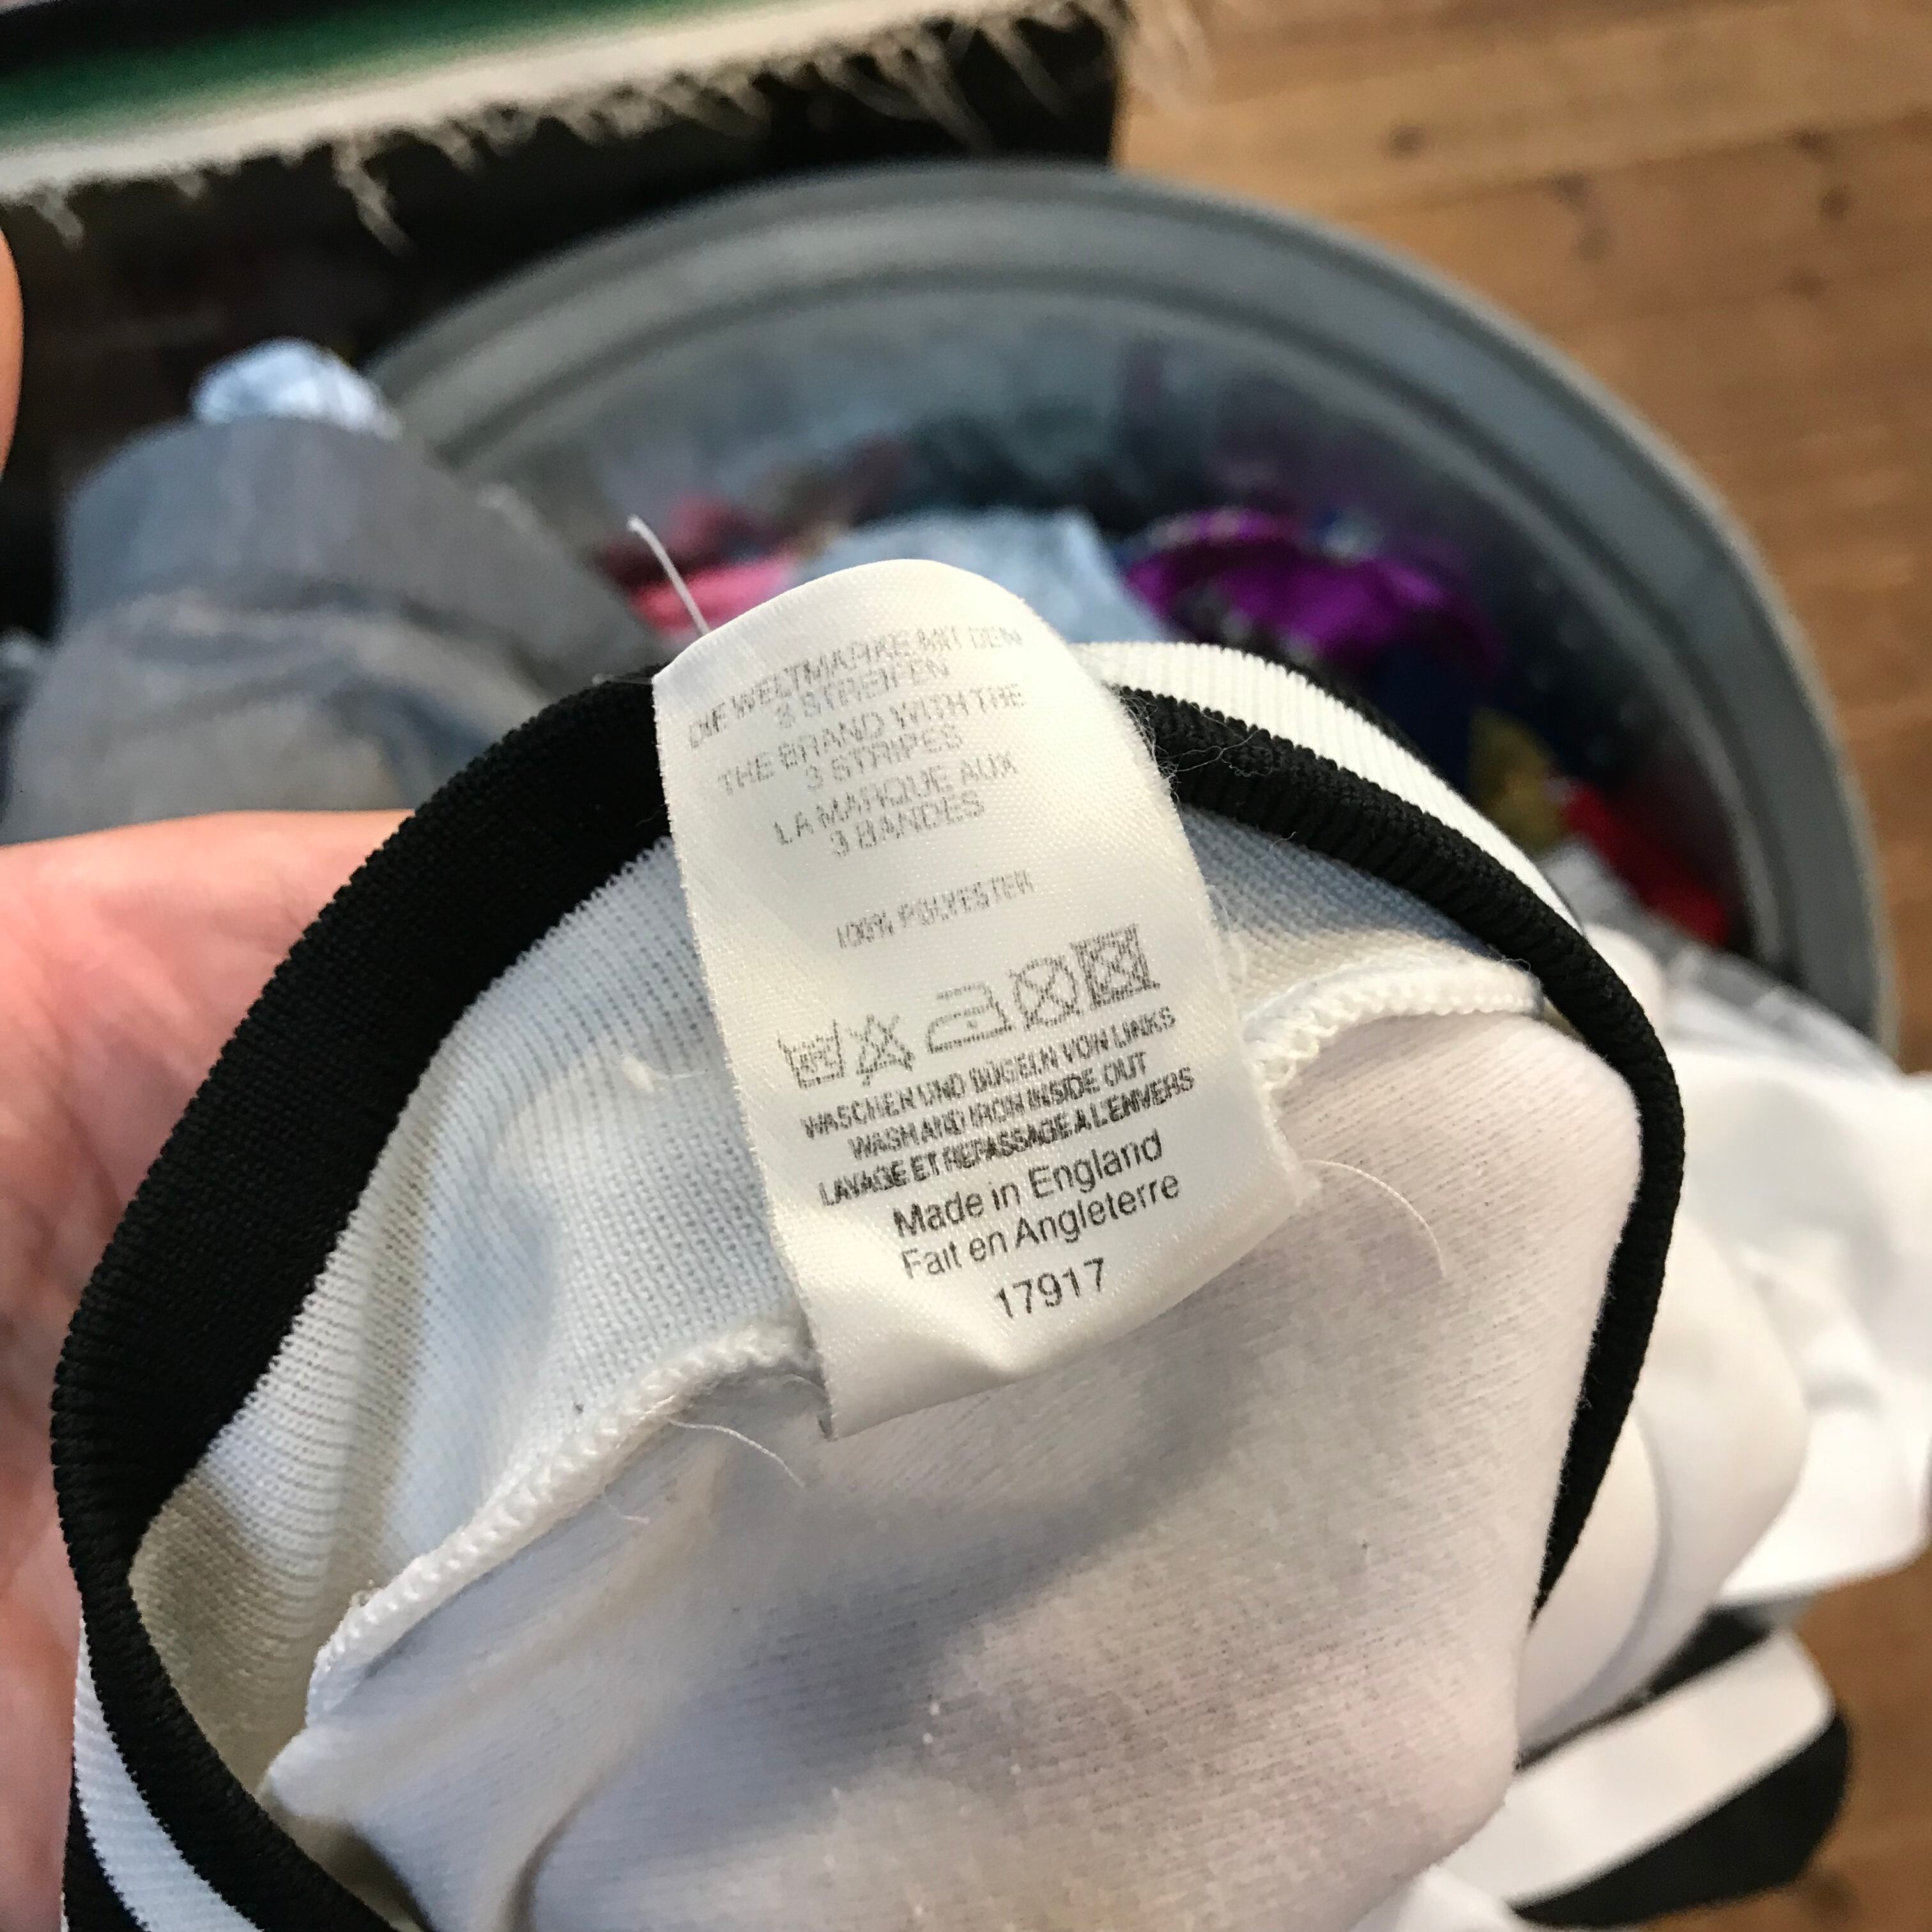 DIE WELTMARKE MIT DEN
3 STREIFEN
THE BRAND WITH THE
3 STRIPES
LA MARQUE AUX
3 BANDES
100% POLYESTER
WASCHEN UND BÜGELN VON LINKS
WASH AND IRON INSIDE OUT
LAVAGE ET REPASSAGE A L'ENVERS
Made in England
Fait en Angleterre
17917